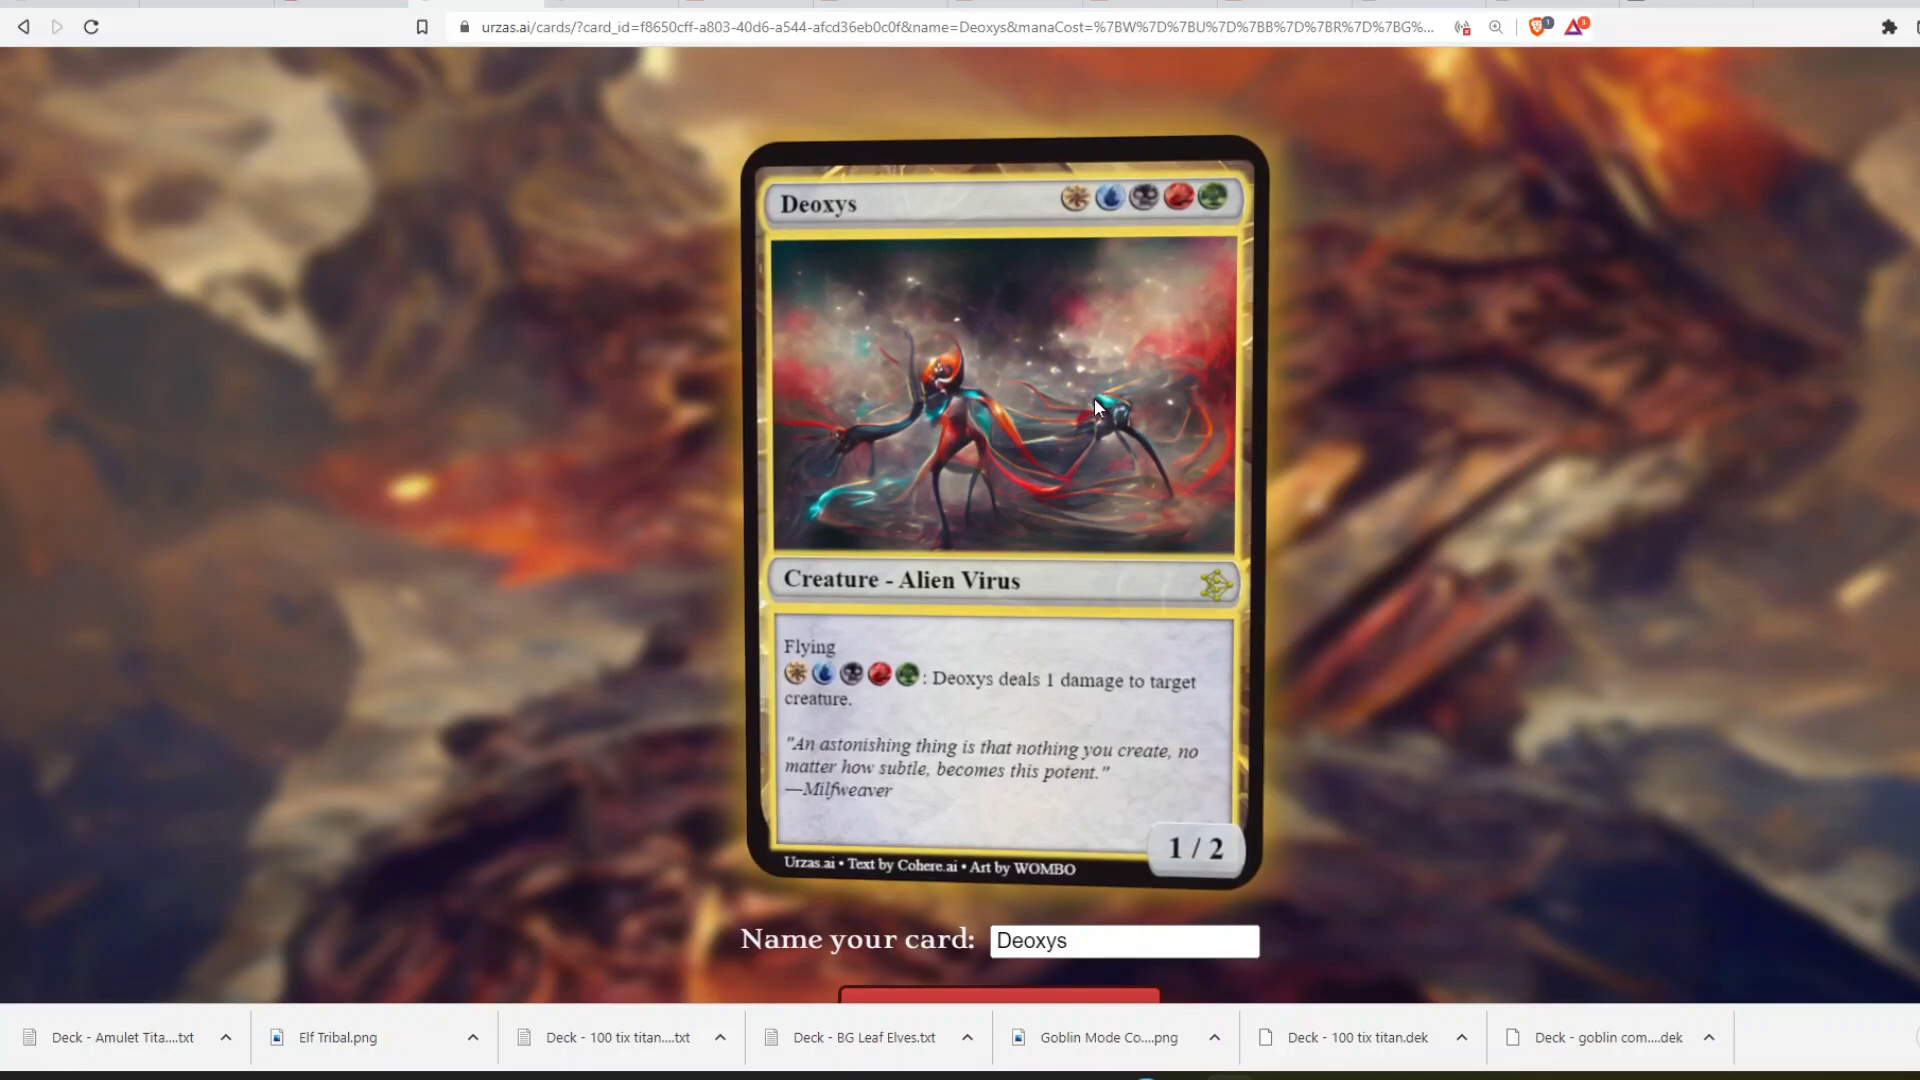 urzas.ai/cards/?card_id=f8650cff-a803-40d6-a544-afcd36eb0c0f&name=Deoxys&manaCost=%7BW%7D%7BU%7D%7BB%7D%7BR%7D%7BG%...
1
3
Deoxys
Creature - Alien Virus
Flying
: Deoxys deals 1 damage to target
creature.
"An astonishing thing is that nothing you create, no
matter how subtle, becomes this potent."
—Milfweaver
1 / 2
Urzas.ai • Text by Cohere.ai • Art by WOMBO
Name your card: Deoxys
Deck - Amulet Tita....txt
Elf Tribal.png
Deck - 100 tix titan....txt
Deck - BG Leaf Elves.txt
Goblin Mode Co....png
Deck - 100 tix titan.dek
Deck - goblin com....dek